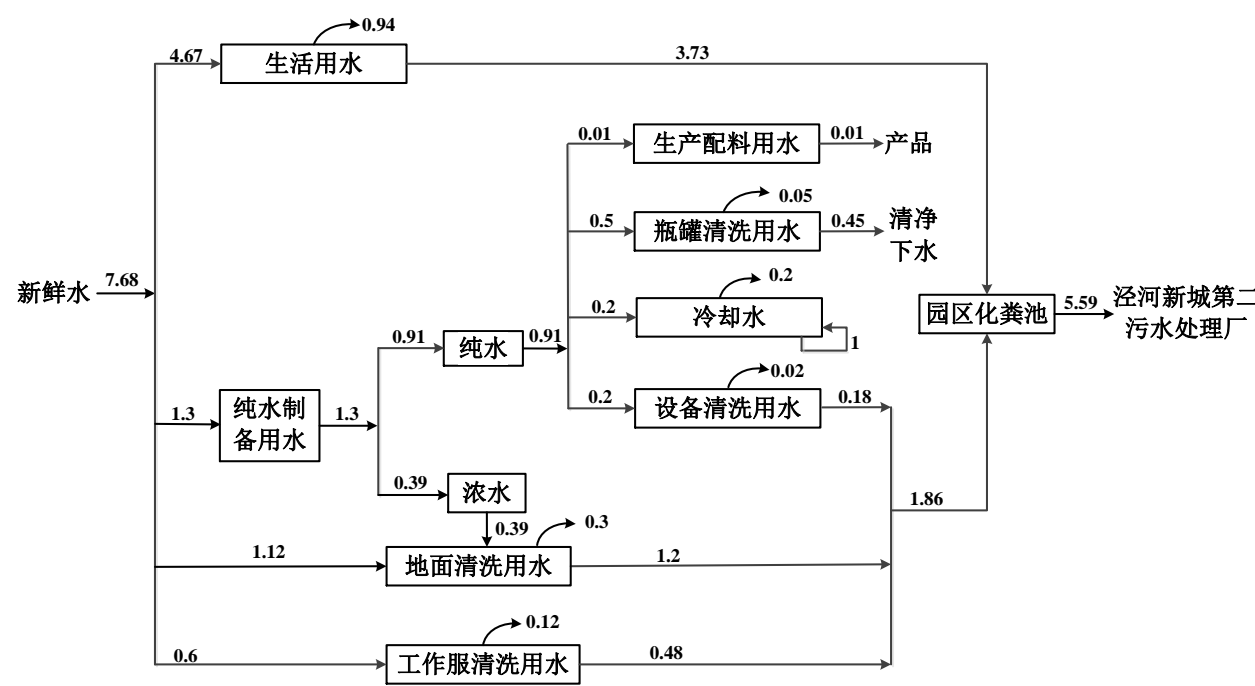 0.94
4.67
生活用水
3.73
0.01
生产配料用水
0.01
产品
0.05
0.5
瓶罐清洗用水
0.45
清净
下水
新鲜水
7.68
0.2
0.2
冷却水
1
园区化粪池
5.59
泾河新城第二
污水处理厂
0.91
纯水
0.91
0.02
0.2
设备清洗用水
0.18
1.3
纯水制
备用水
1.3
0.39
浓水
1.86
0.39
0.3
1.12
地面清洗用水
1.2
0.12
0.6
工作服清洗用水
0.48